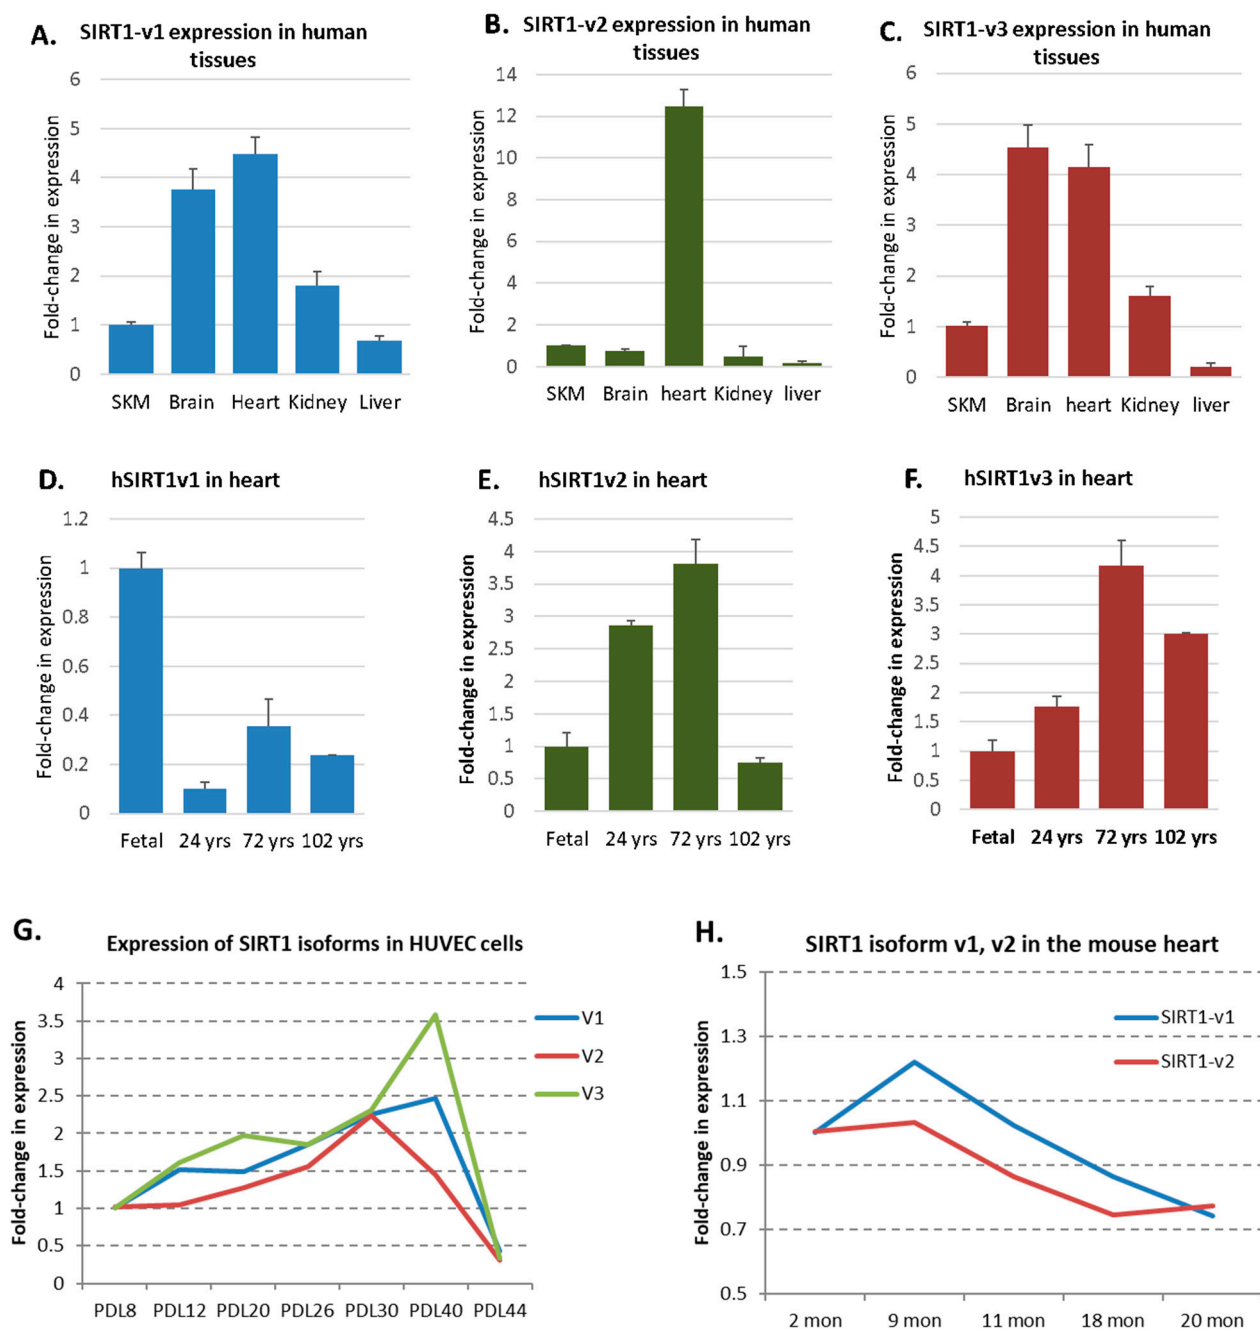 A.
SIRT1-v1 expression in human
tissues
Fold-change in expression
6
5
4
3
2
1
0
SKM Brain Heart Kidney Liver
B.
SIRT1-v2 expression in human
tissues
Fold-change in expression
14
12
10
8
6
4
2
0
SKM Brain heart Kidney liver
C.
SIRT1-v3 expression in human
tissues
Fold-change in expression
6
5
4
3
2
1
0
SKM Brain heart Kidney liver
D.
hSIRT1v1 in heart
Fold-change in expression
1.2
1
0.8
0.6
0.4
0.2
0
Fetal 24 yrs 72 yrs 102 yrs
E.
hSIRT1v2 in heart
Fold-change in expression
4.5
4
3.5
3
2.5
2
1.5
1
0.5
0
Fetal 24 yrs 72 yrs 102 yrs
F.
hSIRT1v3 in heart
Fold-change in expression
5
4.5
4
3.5
3
2.5
2
1.5
1
0.5
0
Fetal 24 yrs 72 yrs 102 yrs
G.
Expression of SIRT1 isoforms in HUVEC cells
Fold-change in expression
4
3.5
3
2.5
2
1.5
1
0.5
0
V1
V2
V3
PDL8 PDL12 PDL20 PDL26 PDL30 PDL40 PDL44
H.
SIRT1 isoform v1, v2 in the mouse heart
Fold-change in expression
1.5
1.3
1.1
0.9
0.7
0.5
SIRT1-v1
SIRT1-v2
2 mon 9 mon 11 mon 18 mon 20 mon